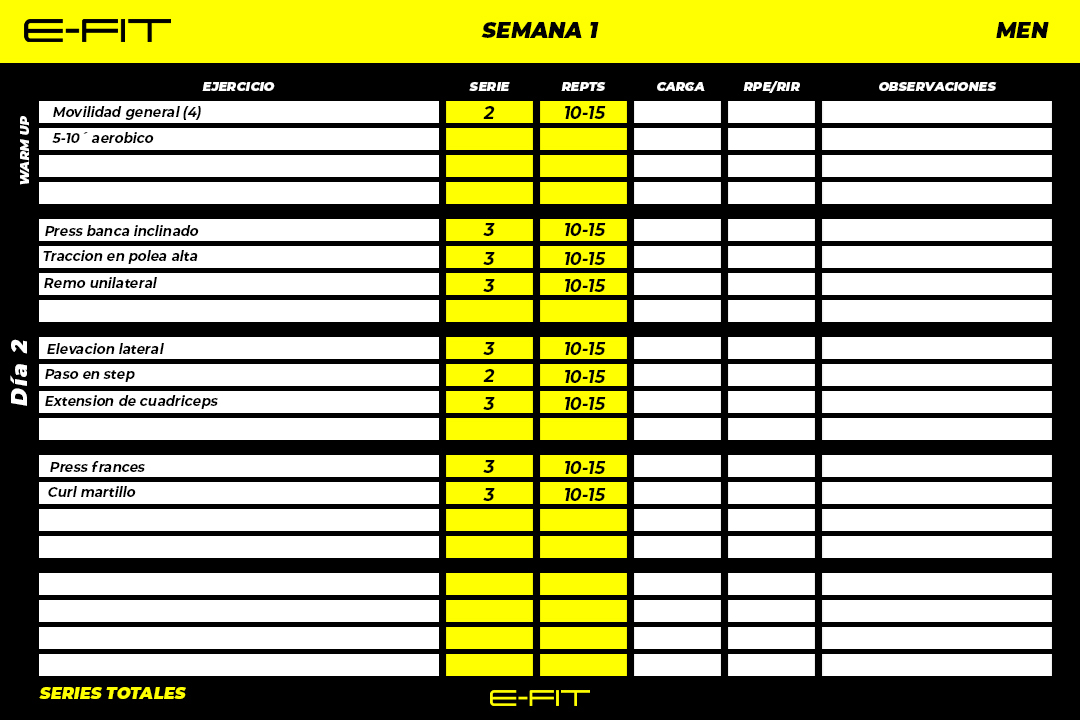 E-FIT SEMANA 1 MEN
EJERCICIO SERIE REPTS CARGA RPE/RIR OBSERVACIONES
WARM UP
Movilidad general (4) 2 10-15
5-10´ aerobico
Día 2
Press banca inclinado 3 10-15
Traccion en polea alta 3 10-15
Remo unilateral 3 10-15
Elevacion lateral 3 10-15
Paso en step 2 10-15
Extension de cuadriceps 3 10-15
Press frances 3 10-15
Curl martillo 3 10-15
SERIES TOTALES E-FIT